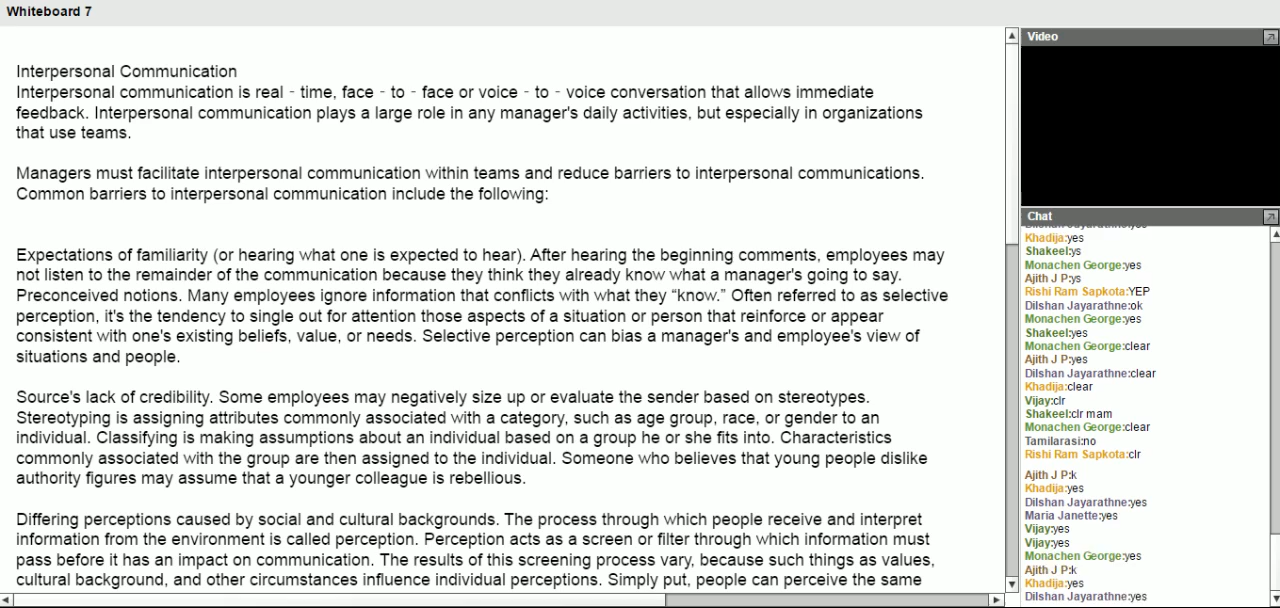 Whiteboard 7
Interpersonal Communication
Interpersonal communication is real - time, face - to - face or voice - to - voice conversation that allows immediate
feedback. Interpersonal communication plays a large role in any manager's daily activities, but especially in organizations
that use teams.
Managers must facilitate interpersonal communication within teams and reduce barriers to interpersonal communications.
Common barriers to interpersonal communication include the following:
Expectations of familiarity (or hearing what one is expected to hear). After hearing the beginning comments, employees may
not listen to the remainder of the communication because they think they already know what a manager's going to say.
Preconceived notions. Many employees ignore information that conflicts with what they “know.” Often referred to as selective
perception, it's the tendency to single out for attention those aspects of a situation or person that reinforce or appear
consistent with one's existing beliefs, value, or needs. Selective perception can bias a manager's and employee's view of
situations and people.
Source's lack of credibility. Some employees may negatively size up or evaluate the sender based on stereotypes.
Stereotyping is assigning attributes commonly associated with a category, such as age group, race, or gender to an
individual. Classifying is making assumptions about an individual based on a group he or she fits into. Characteristics
commonly associated with the group are then assigned to the individual. Someone who believes that young people dislike
authority figures may assume that a younger colleague is rebellious.
Differing perceptions caused by social and cultural backgrounds. The process through which people receive and interpret
information from the environment is called perception. Perception acts as a screen or filter through which information must
pass before it has an impact on communication. The results of this screening process vary, because such things as values,
cultural background, and other circumstances influence individual perceptions. Simply put, people can perceive the same
Video
Chat
Dilshan Jayarathne:yes
Khadija:yes
Shakeel:ys
Monachen George:yes
Ajith J P:ys
Rishi Ram Sapkota:YEP
Dilshan Jayarathne:ok
Monachen George:yes
Shakeel:yes
Monachen George:clear
Ajith J P:yes
Dilshan Jayarathne:clear
Khadija:clear
Vijay:clr
Shakeel:clr mam
Monachen George:clear
Tamilarasi:no
Rishi Ram Sapkota:clr
Ajith J P:k
Khadija:yes
Dilshan Jayarathne:yes
Maria Janette:yes
Vijay:yes
Vijay:yes
Monachen George:yes
Ajith J P:k
Khadija:yes
Dilshan Jayarathne:yes